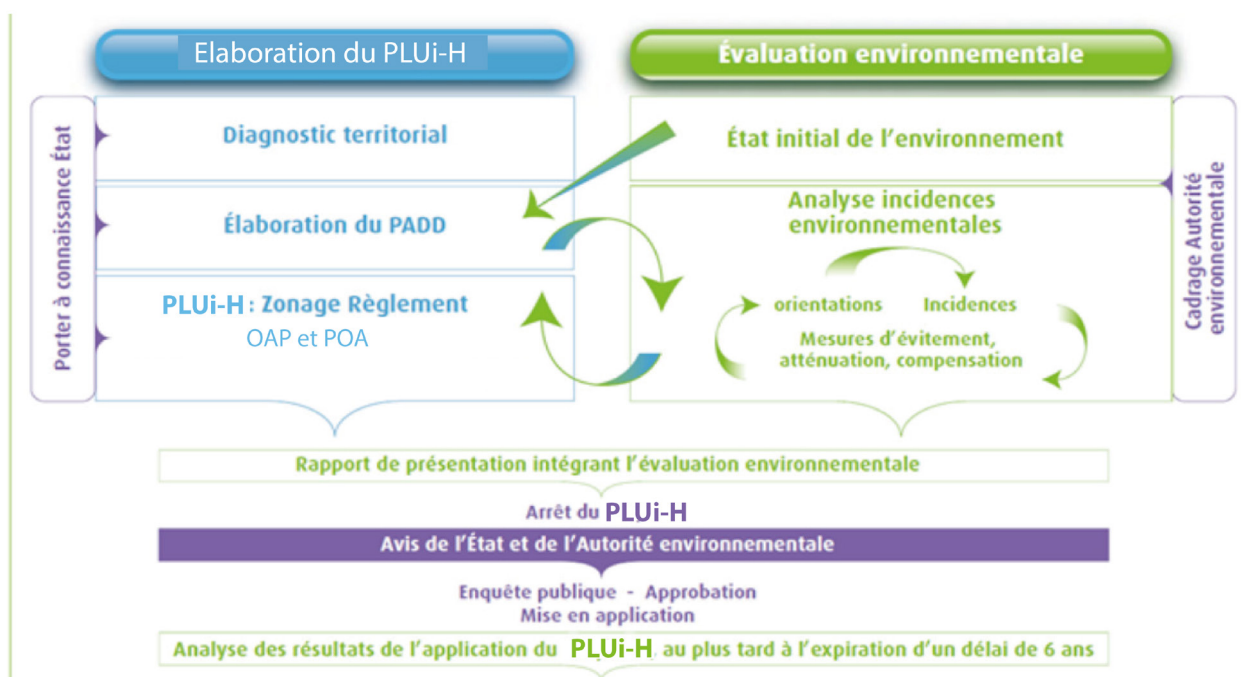 Elaboration du PLUi-H
Évaluation environnementale
Porter à connaissance État
Diagnostic territorial
État initial de l'environnement
Élaboration du PADD
Analyse incidences
environnementales
PLUi-H : Zonage Règlement
OAP et POA
orientations
Incidences
Mesures d'évitement,
atténuation, compensation
Cadrage Autorité
environnementale
Rapport de présentation intégrant l'évaluation environnementale
Arrêt du PLUi-H
Avis de l'État et de l'Autorité environnementale
Enquête publique - Approbation
Mise en application
Analyse des résultats de l'application du PLUi-H au plus tard à l'expiration d'un délai de 6 ans